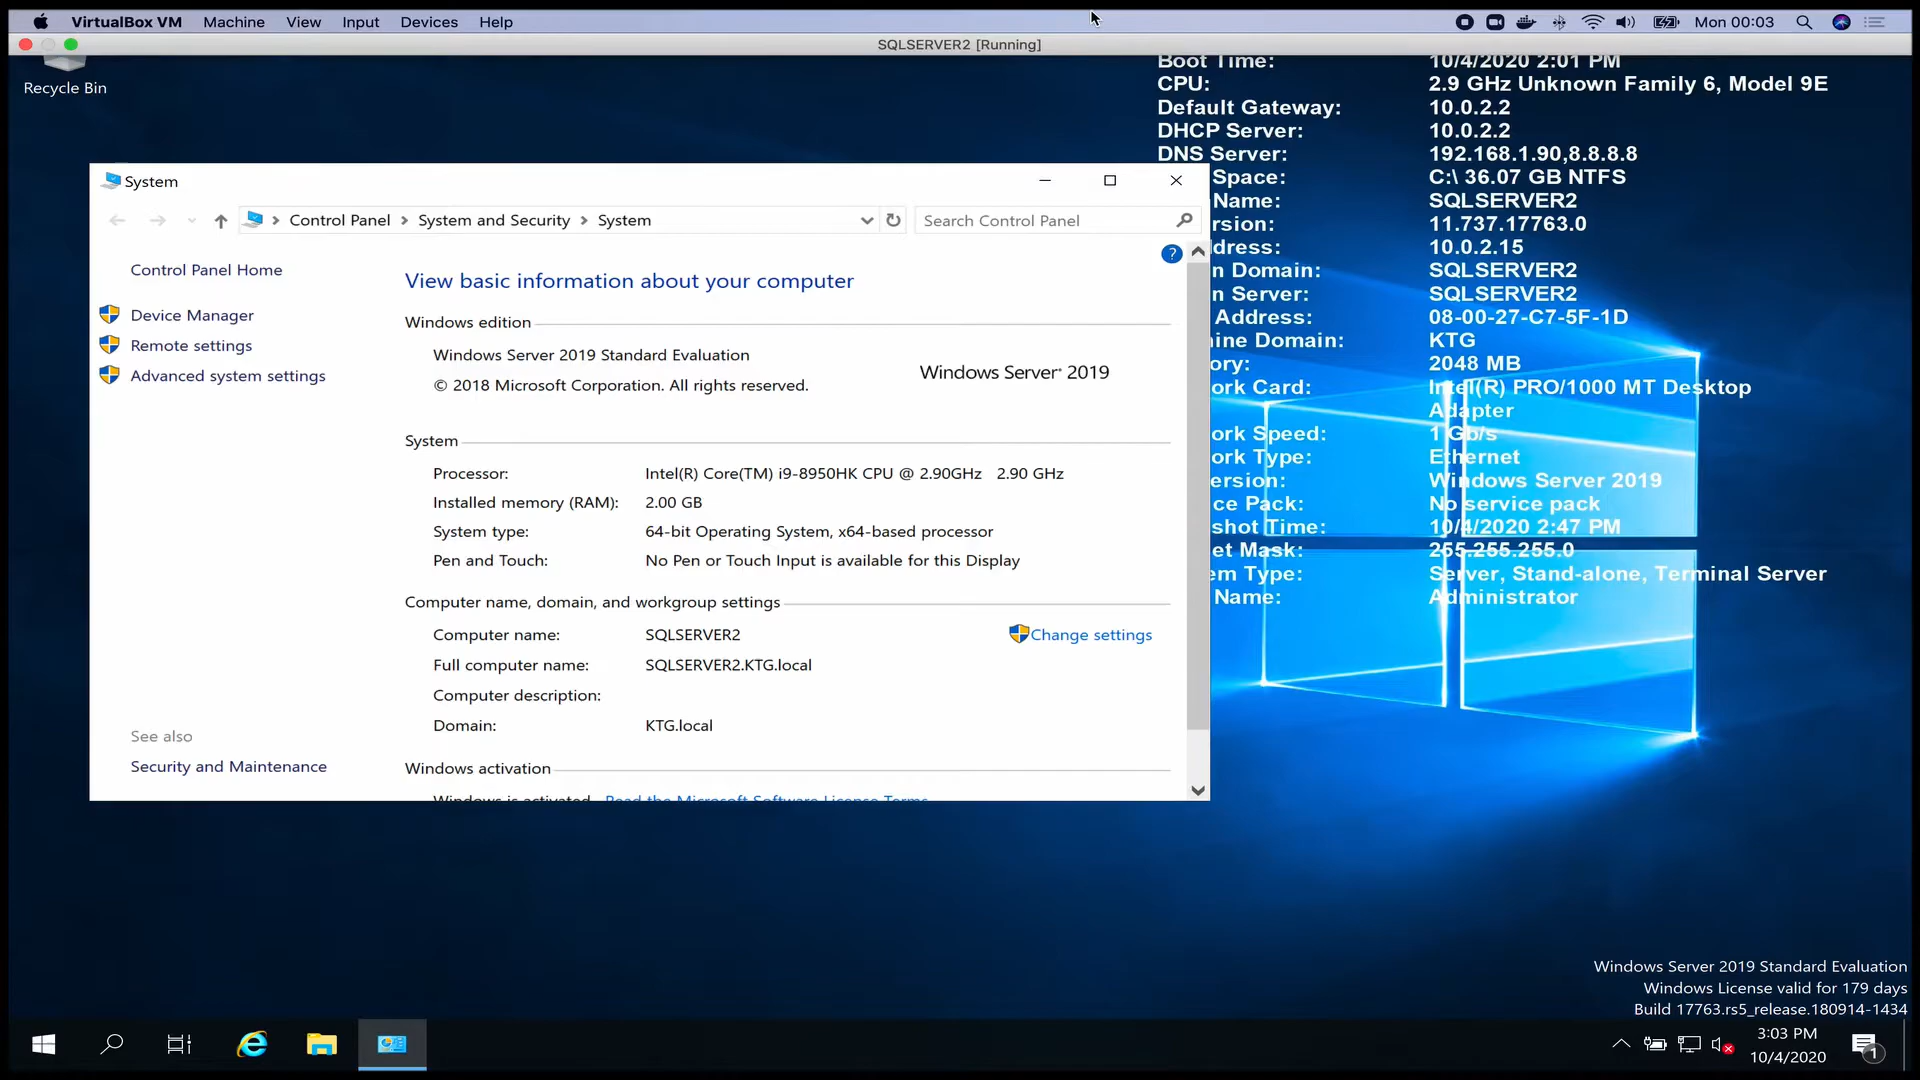 VirtualBox VM Machine View Input Devices Help Mon 00:03
SQLSERVER2 [Running]
Recycle Bin
Boot Time: 10/4/2020 2:01 PM
CPU: 2.9 GHz Unknown Family 6, Model 9E
Default Gateway: 10.0.2.2
DHCP Server: 10.0.2.2
DNS Server: 192.168.1.90,8.8.8.8
Space: C:\ 36.07 GB NTFS
Name: SQLSERVER2
rsion: 11.737.17763.0
dress: 10.0.2.15
n Domain: SQLSERVER2
n Server: SQLSERVER2
Address: 08-00-27-C7-5F-1D
ine Domain: KTG
ory: 2048 MB
ork Card: Intel(R) PRO/1000 MT Desktop
Adapter
ork Speed: 1 Gb/s
ork Type: Ethernet
ersion: Windows Server 2019
ce Pack: No service pack
shot Time: 10/4/2020 2:47 PM
et Mask: 255.255.255.0
em Type: Server, Stand-alone, Terminal Server
Name: Administrator
System
Control Panel > System and Security > System
Search Control Panel
Control Panel Home
Device Manager
Remote settings
Advanced system settings
See also
Security and Maintenance
View basic information about your computer
Windows edition
Windows Server 2019 Standard Evaluation
© 2018 Microsoft Corporation. All rights reserved.
Windows Server® 2019
System
Processor: Intel(R) Core(TM) i9-8950HK CPU @ 2.90GHz 2.90 GHz
Installed memory (RAM): 2.00 GB
System type: 64-bit Operating System, x64-based processor
Pen and Touch: No Pen or Touch Input is available for this Display
Computer name, domain, and workgroup settings
Computer name: SQLSERVER2
Change settings
Full computer name: SQLSERVER2.KTG.local
Computer description:
Domain: KTG.local
Windows activation
Windows is activated Read the Microsoft Software License Terms
Windows Server 2019 Standard Evaluation
Windows License valid for 179 days
Build 17763.rs5_release.180914-1434
3:03 PM
10/4/2020
1